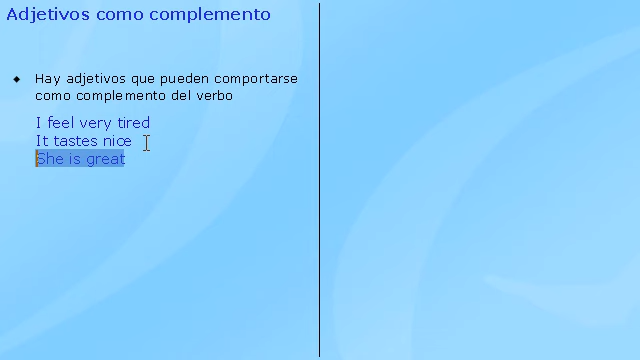 Adjetivos como complemento
Hay adjetivos que pueden comportarse
como complemento del verbo
I feel very tired
It tastes nice
She is great